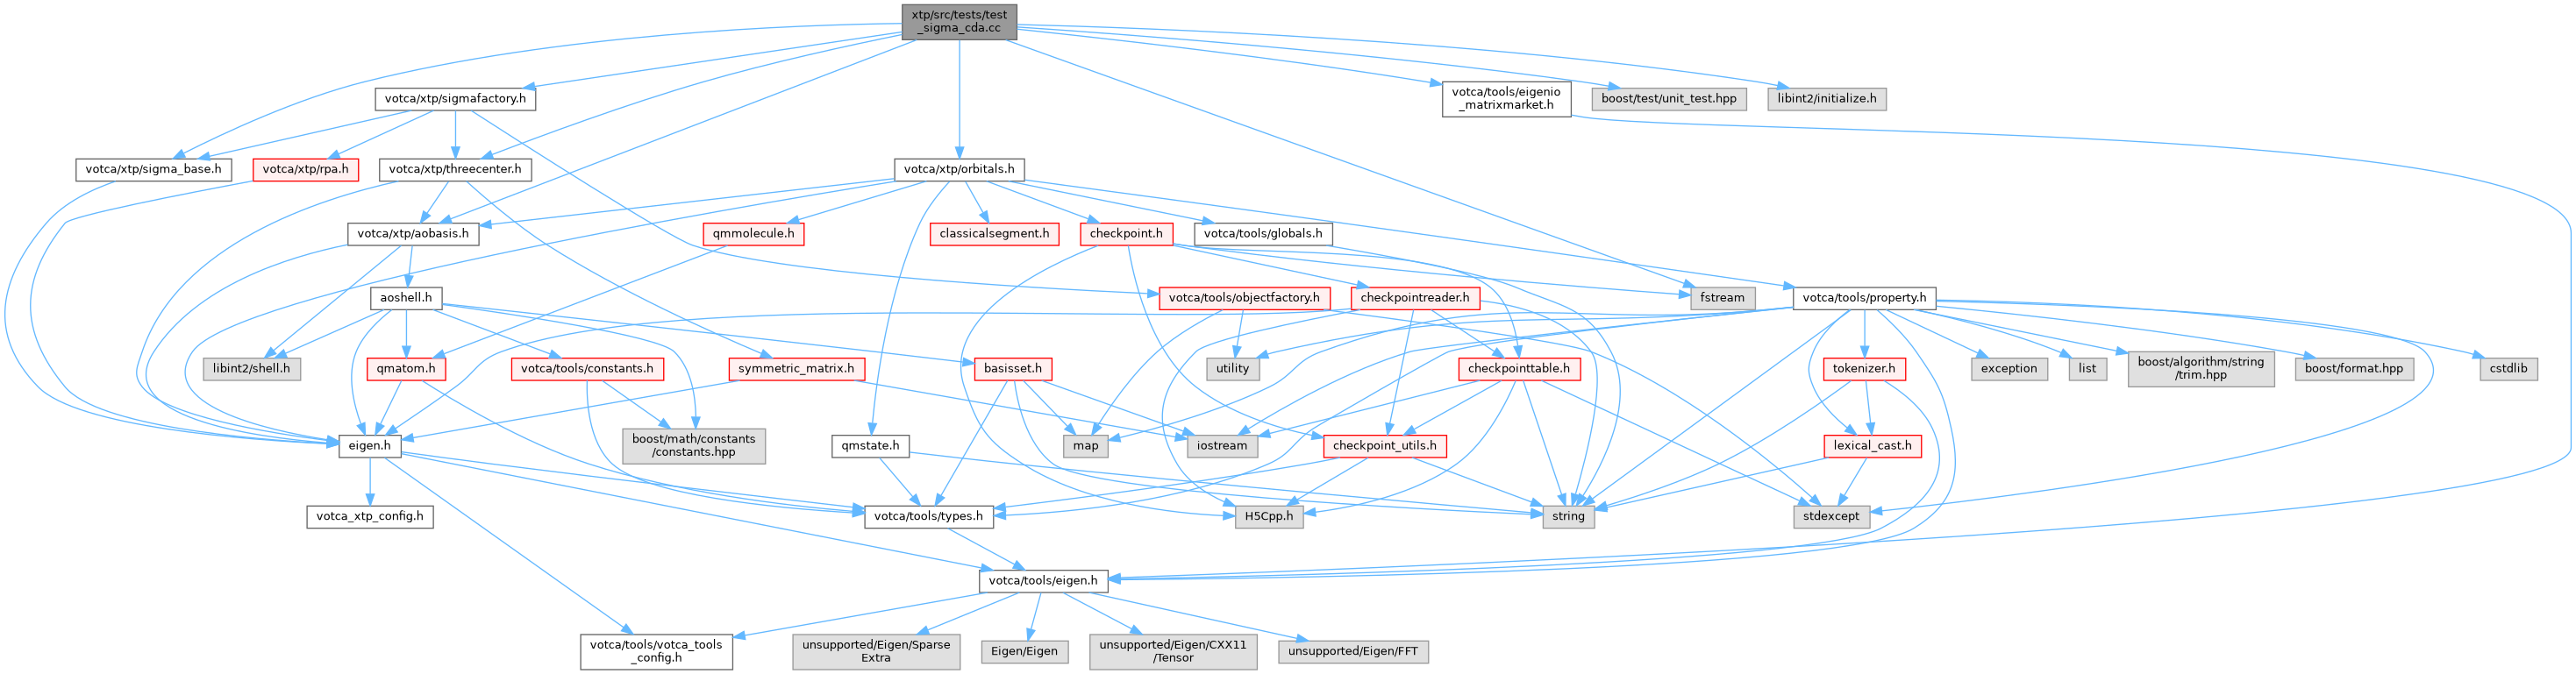 xtp/src/tests/test
_sigma_cda.cc
votca/xtp/sigmafactory.h
votca/tools/eigenio
_matrixmarket.h
boost/test/unit_test.hpp
libint2/initialize.h
votca/xtp/sigma_base.h
votca/xtp/rpa.h
votca/xtp/threecenter.h
votca/xtp/orbitals.h
votca/xtp/aobasis.h
qmmolecule.h
classicalsegment.h
checkpoint.h
votca/tools/globals.h
aoshell.h
votca/tools/objectfactory.h
checkpointreader.h
fstream
votca/tools/property.h
libint2/shell.h
qmatom.h
votca/tools/constants.h
symmetric_matrix.h
basisset.h
utility
checkpointtable.h
tokenizer.h
exception
list
boost/algorithm/string
/trim.hpp
boost/format.hpp
cstdlib
eigen.h
boost/math/constants
/constants.hpp
qmstate.h
map
iostream
checkpoint_utils.h
lexical_cast.h
votca_xtp_config.h
votca/tools/types.h
H5Cpp.h
string
stdexcept
votca/tools/eigen.h
votca/tools/votca_tools
_config.h
unsupported/Eigen/Sparse
Extra
Eigen/Eigen
unsupported/Eigen/CXX11
/Tensor
unsupported/Eigen/FFT